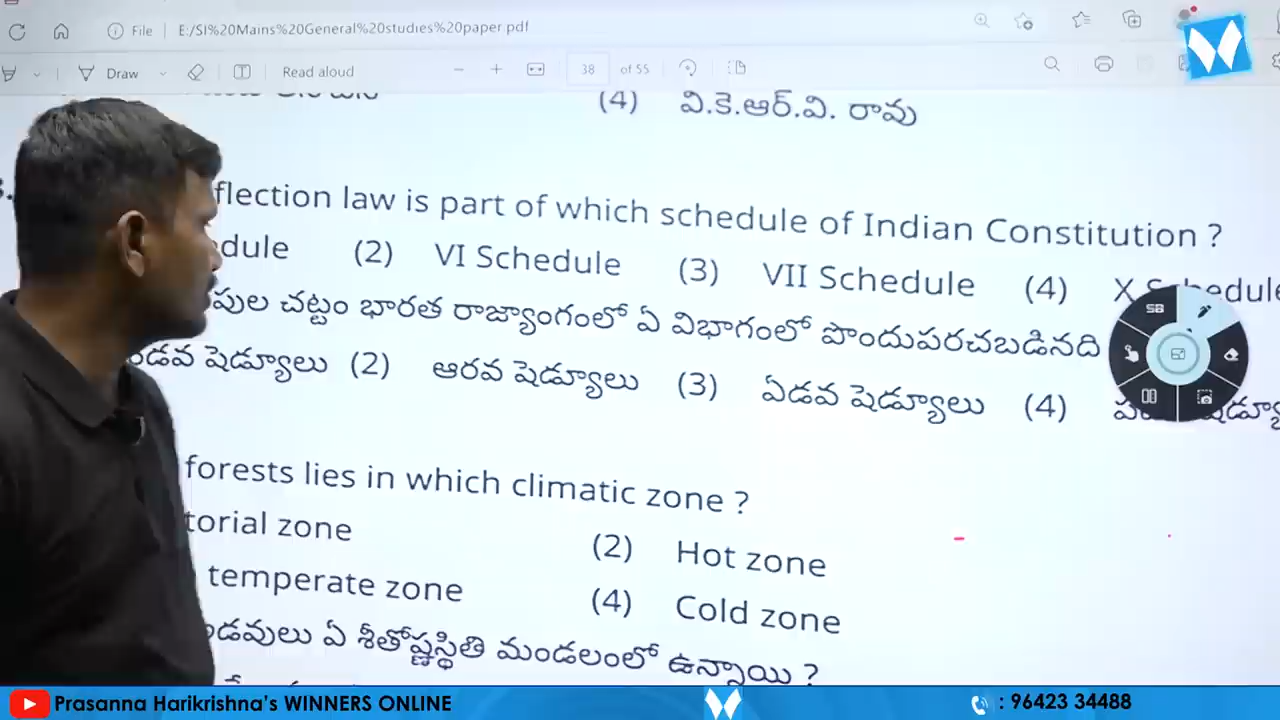 File E:/SI%20Mains%20General%20studies%20paper pdf
Draw Read aloud 38 of 55
(4) వి.కె.ఆర్.వి. రావు
flection law is part of which schedule of Indian Constitution ?
dule (2) VI Schedule (3) VII Schedule (4) X Schedule
పుల చట్టం భారత రాజ్యాంగంలో ఏ విభాగంలో పొందుపరచబడినది
డవ షెడ్యూలు (2) ఆరవ షెడ్యూలు (3) ఏడవ షెడ్యూలు (4)
forests lies in which climatic zone ?
torial zone (2) Hot zone
temperate zone (4) Cold zone
డవులు ఏ శీతోష్ణస్థితి మండలంలో ఉన్నాయి ?
Prasanna Harikrishna's WINNERS ONLINE : 96423 34488